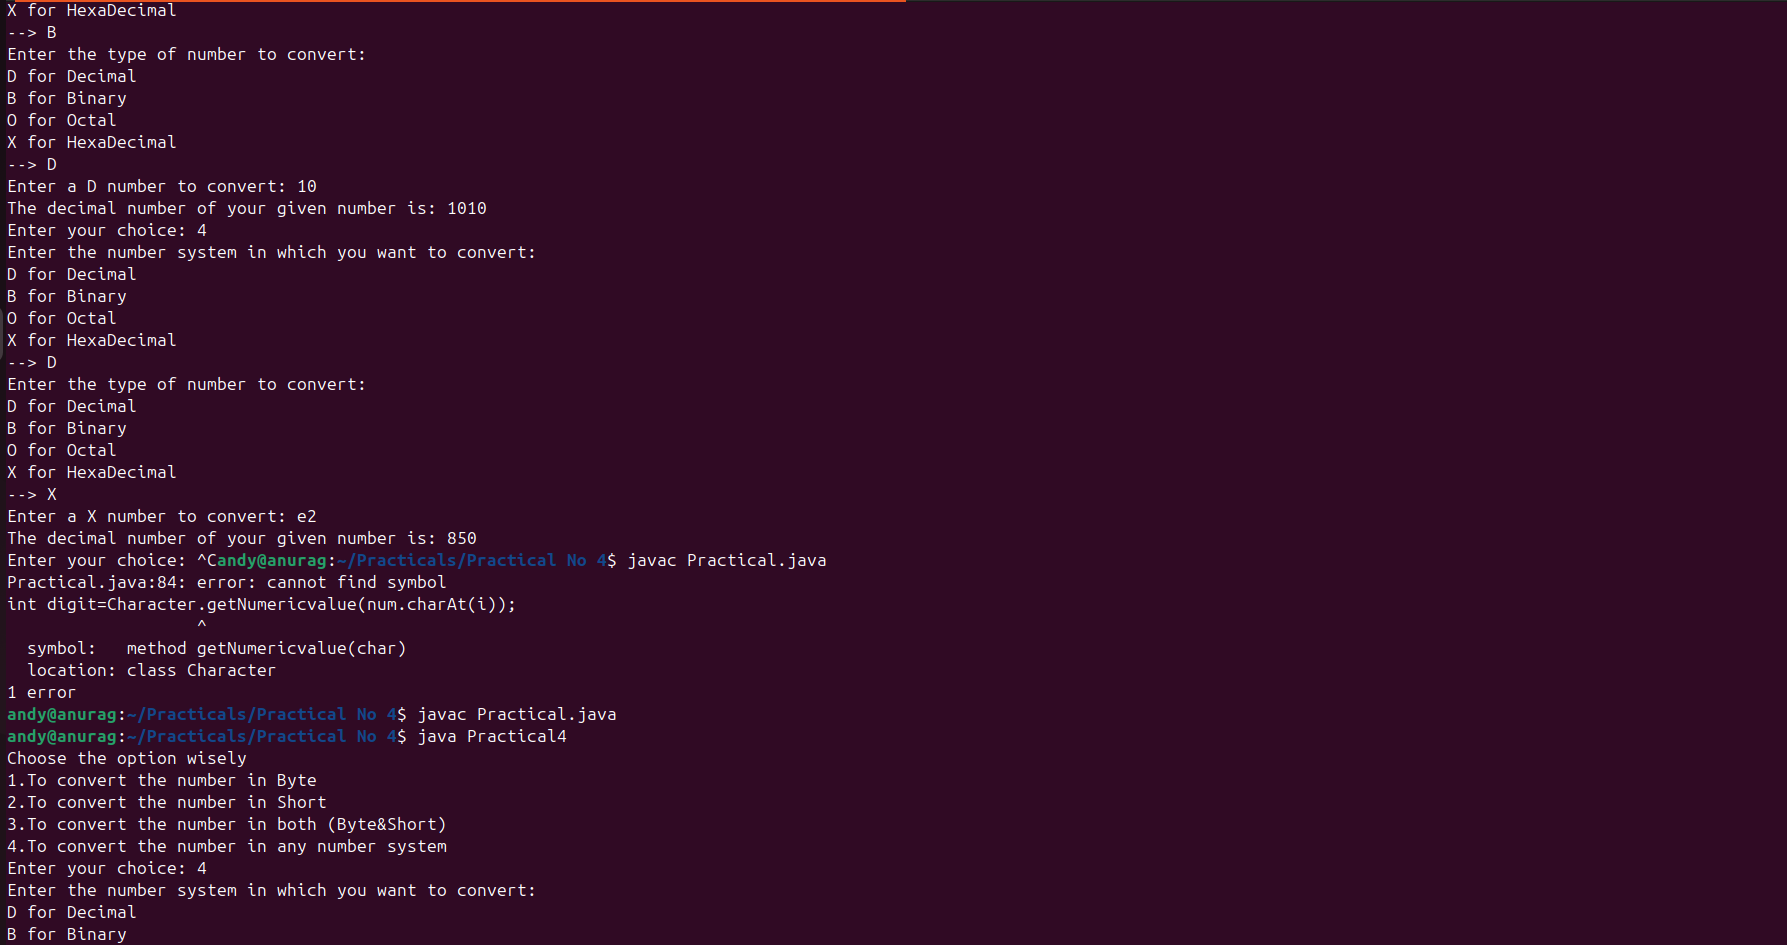 X for HexaDecimal
--> B
Enter the type of number to convert:
D for Decimal
B for Binary
O for Octal
X for HexaDecimal
--> D
Enter a D number to convert: 10
The decimal number of your given number is: 1010
Enter your choice: 4
Enter the number system in which you want to convert:
D for Decimal
B for Binary
O for Octal
X for HexaDecimal
--> D
Enter the type of number to convert:
D for Decimal
B for Binary
O for Octal
X for HexaDecimal
--> X
Enter a X number to convert: e2
The decimal number of your given number is: 850
Enter your choice: ^Candy@anurag:~/Practicals/Practical No 4$ javac Practical.java
Practical.java:84: error: cannot find symbol
int digit=Character.getNumericvalue(num.charAt(i));
                   ^
  symbol:   method getNumericvalue(char)
  location: class Character
1 error
andy@anurag:~/Practicals/Practical No 4$ javac Practical.java
andy@anurag:~/Practicals/Practical No 4$ java Practical4
Choose the option wisely
1.To convert the number in Byte
2.To convert the number in Short
3.To convert the number in both (Byte&Short)
4.To convert the number in any number system
Enter your choice: 4
Enter the number system in which you want to convert:
D for Decimal
B for Binary